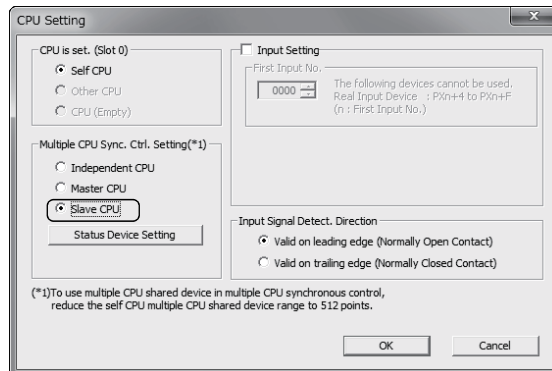 CPU Setting
CPU is set. (Slot 0)
Self CPU
Other CPU
CPU (Empty)
Multiple CPU Sync. Ctrl. Setting(*1)
Independent CPU
Master CPU
Slave CPU
Status Device Setting
Input Setting
First Input No.
0000
The following devices cannot be used.
Real Input Device : PXn+4 to PXn+F
(n : First Input No.)
Input Signal Detect. Direction
Valid on leading edge (Normally Open Contact)
Valid on trailing edge (Normally Closed Contact)
(*1)To use multiple CPU shared device in multiple CPU synchronous control,
reduce the self CPU multiple CPU shared device range to 512 points.
OK
Cancel